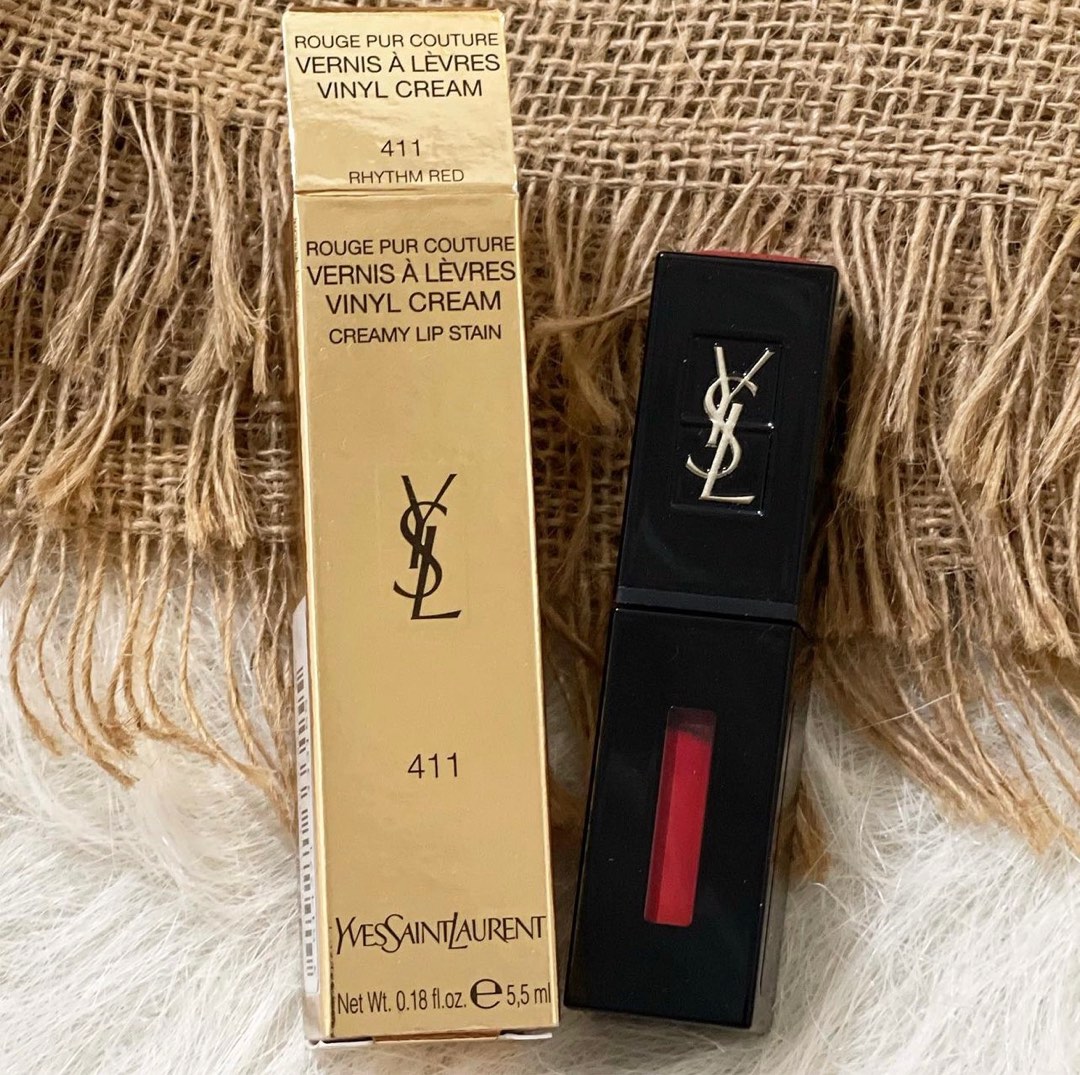 ROUGE PUR COUTURE
VERNIS À LÈVRES
VINYL CREAM
411
RHYTHM RED
ROUGE PUR COUTURE
VERNIS À LÈVRES
VINYL CREAM
CREAMY LIP STAIN
YSL
411
YVESSAINTLAURENT
Net Wt. 0.18 fl.oz. ℮ 5,5 ml
YSL